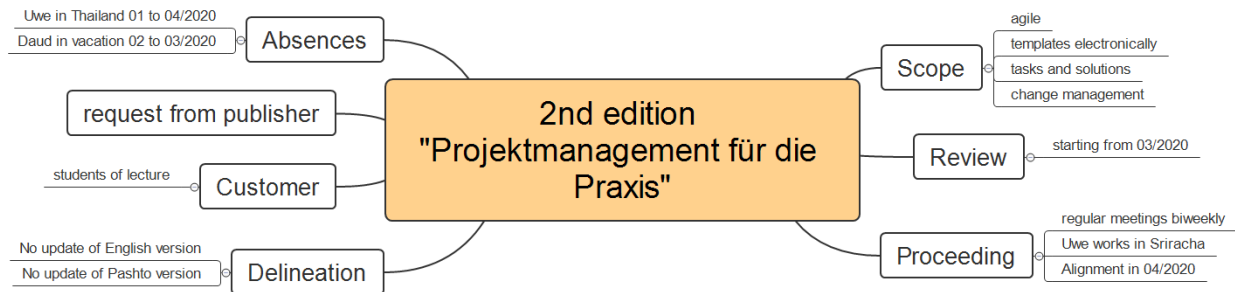 2nd edition
"Projektmanagement für die
Praxis"
Uwe in Thailand 01 to 04/2020
Daud in vacation 02 to 03/2020
Absences
request from publisher
students of lecture
Customer
No update of English version
No update of Pashto version
Delineation
Scope
agile
templates electronically
tasks and solutions
change management
Review
starting from 03/2020
Proceeding
regular meetings biweekly
Uwe works in Sriracha
Alignment in 04/2020